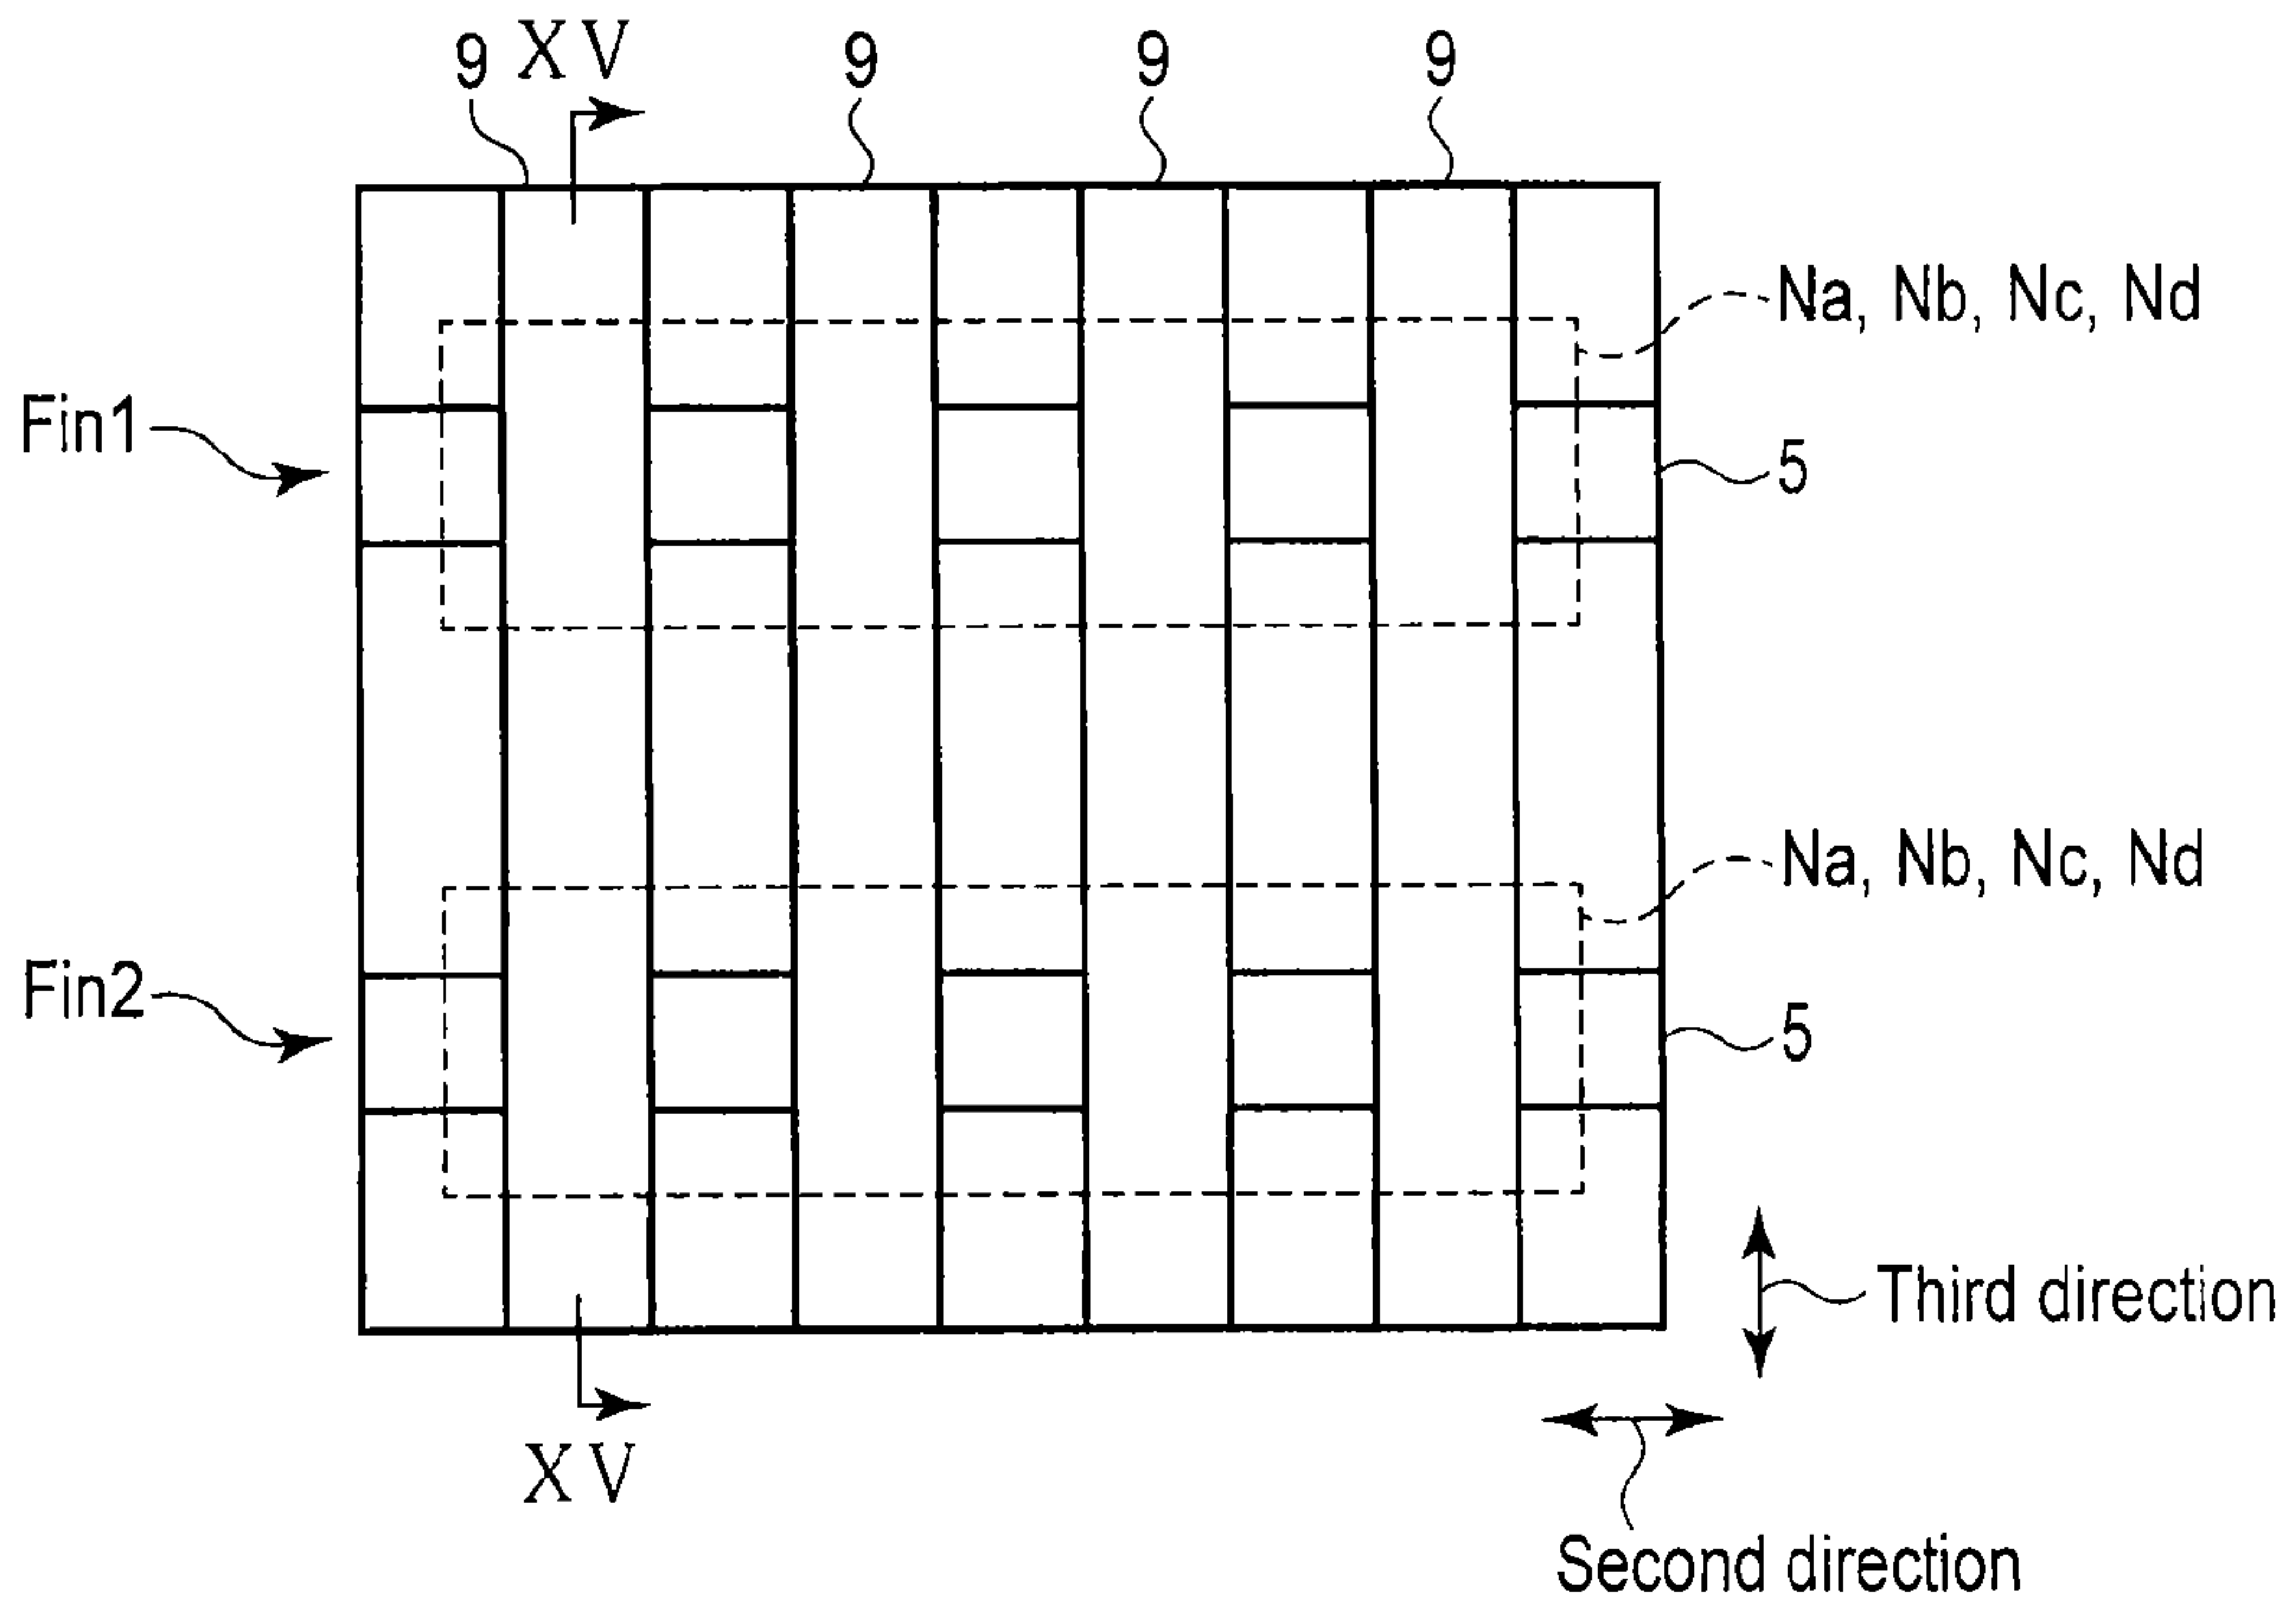 9 XV 9 9 9
Na, Nb, Nc, Nd
Fin1
5
Na, Nb, Nc, Nd
Fin2
5
Third direction
XV
Second direction